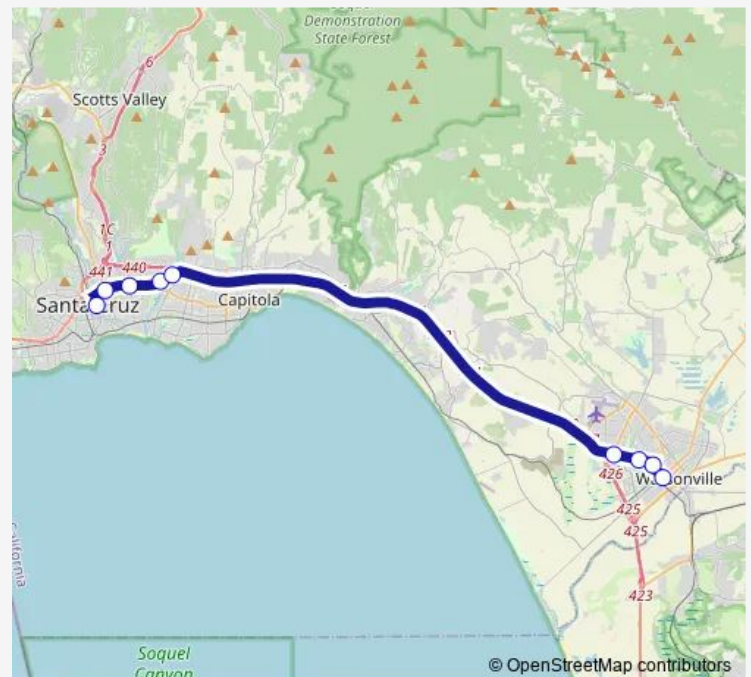 Demonstration
State Forest
6
Scotts Valley
3
1C
1
441
440
Santa Cruz
Capitola
426
Watsonville
425
425
423
California
Soquel
Canyon
© OpenStreetMap contributors